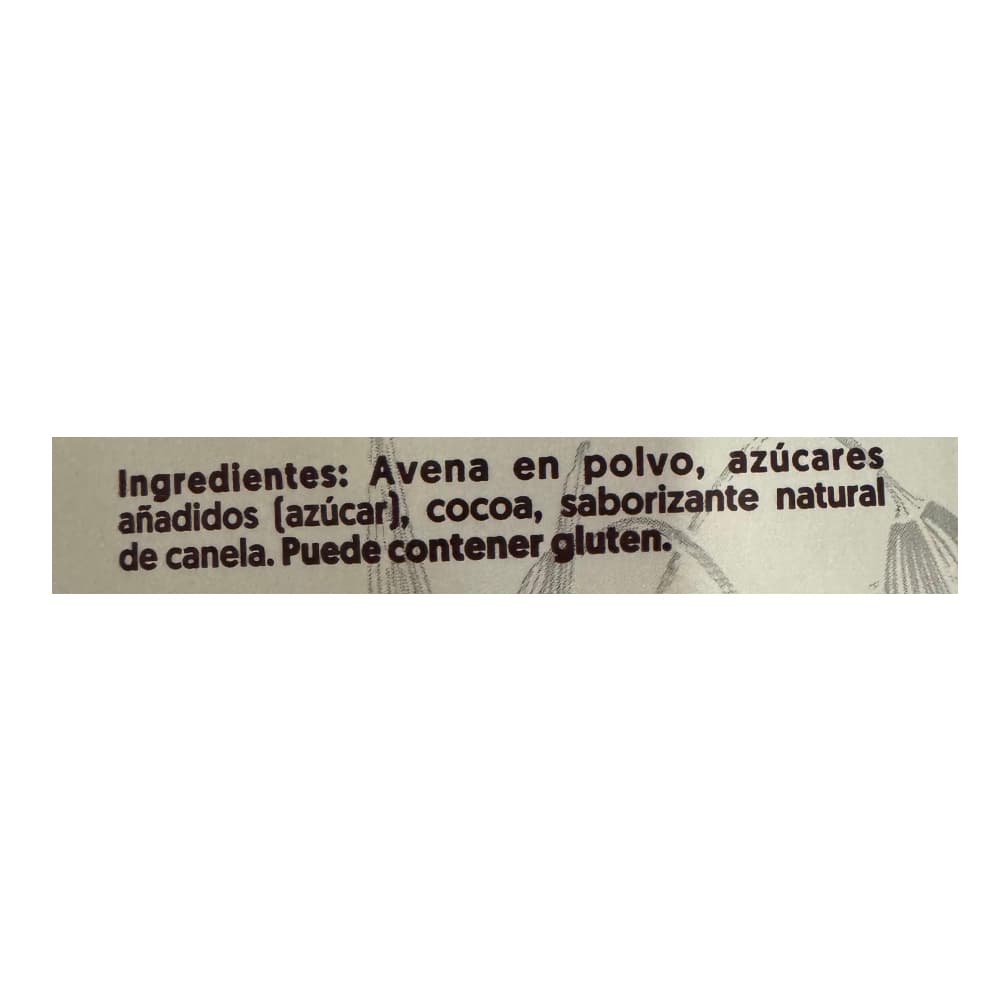 Ingredientes: Avena en polvo, azúcares
añadidos (azúcar), cocoa, saborizante natural
de canela. Puede contener gluten.